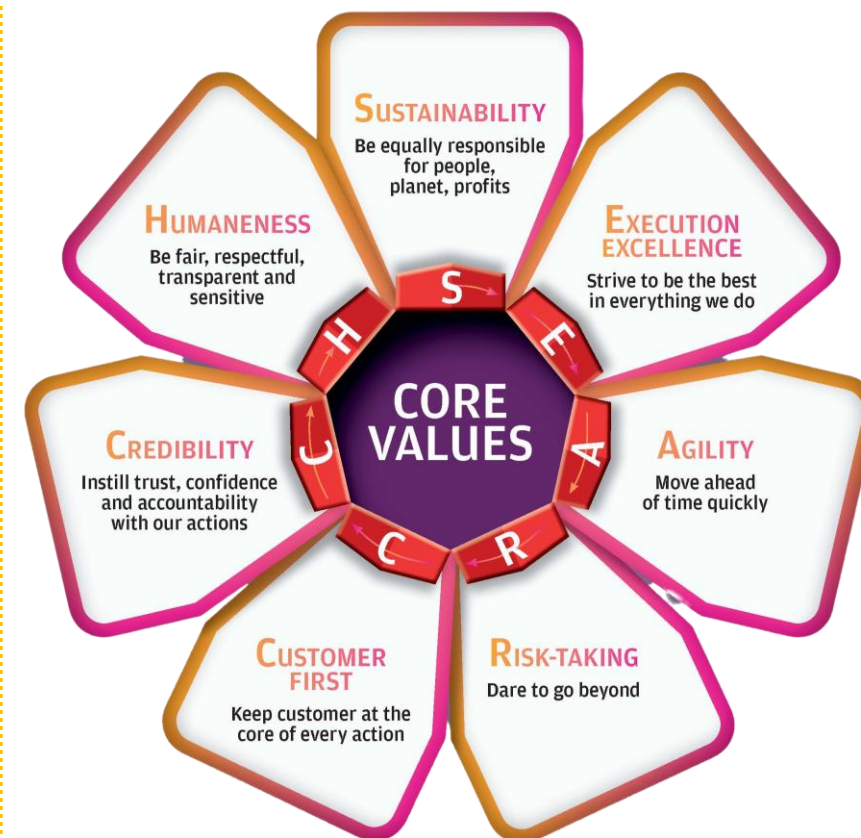 SUSTAINABILITY
Be equally responsible
for people,
planet, profits
EXECUTION
EXCELLENCE
Strive to be the best
in everything we do
AGILITY
Move ahead
of time quickly
RISK-TAKING
Dare to go beyond
CUSTOMER
FIRST
Keep customer at the
core of every action
CREDIBILITY
Instill trust, confidence
and accountability
with our actions
HUMANENESS
Be fair, respectful,
transparent and
sensitive
S
E
A
R
C
C
H
CORE
VALUES